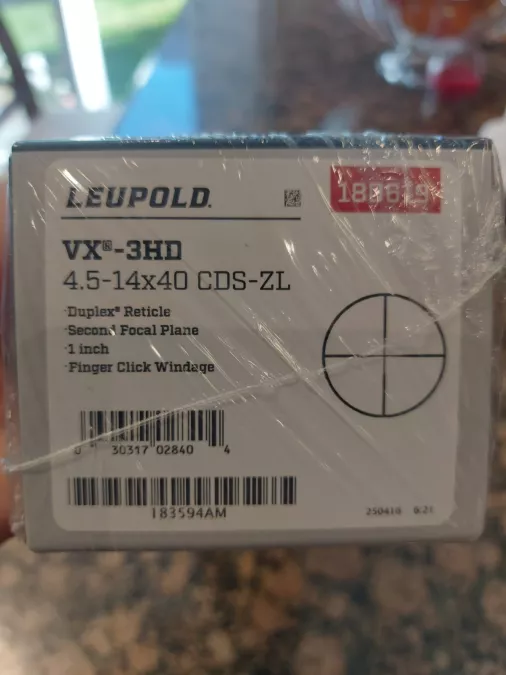 LEUPOLD.
VX®-3HD
4.5-14x40 CDS-ZL
·Duplex® Reticle
·Second Focal Plane
·1 inch
·Finger Click Windage
0 30317 02840 4
183594AM